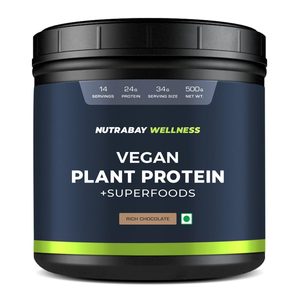 14 24g 34g 500g
SERVINGS PROTEIN SERVING SIZE NET WT.
NUTRABAY WELLNESS
VEGAN
PLANT PROTEIN
+SUPERFOODS
RICH CHOCOLATE